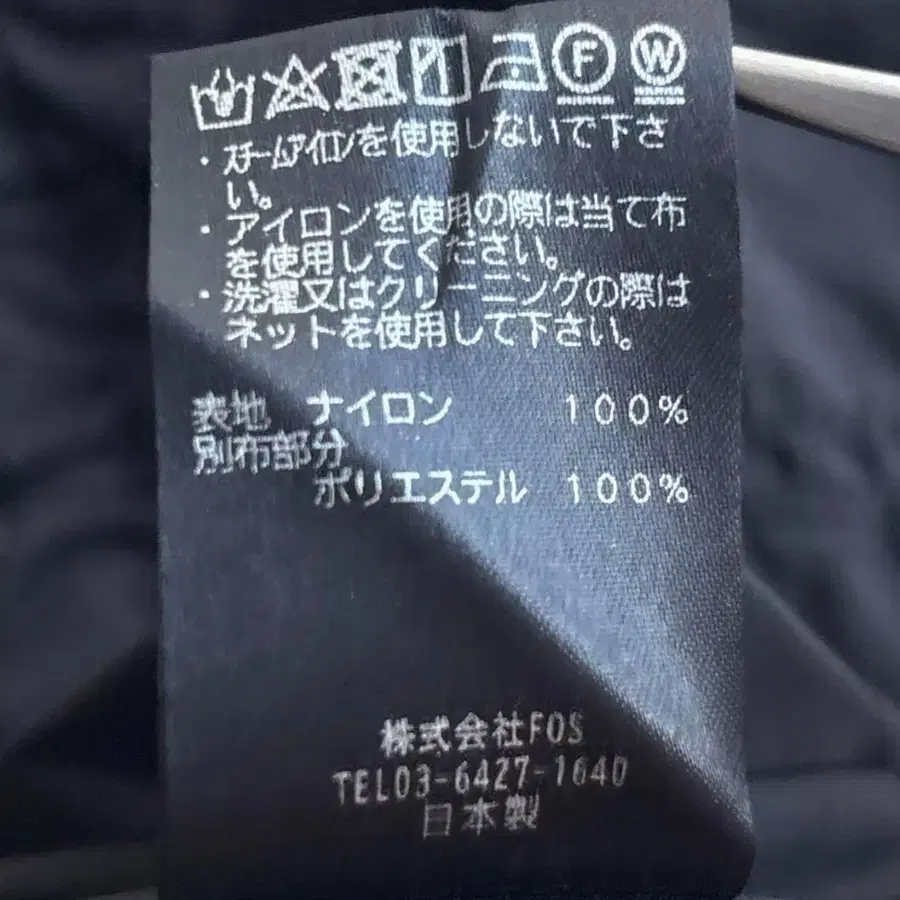 F W
・スチームアイロンを使用しないで下さ
い。
・アイロンを使用の際は当て布
を使用してください。
・洗濯又はクリーニングの際は
ネットを使用して下さい。
表地 ナイロン 100%
別布部分
ポリエステル 100%
株式会社FOS
TEL03-6427-1640
日本製